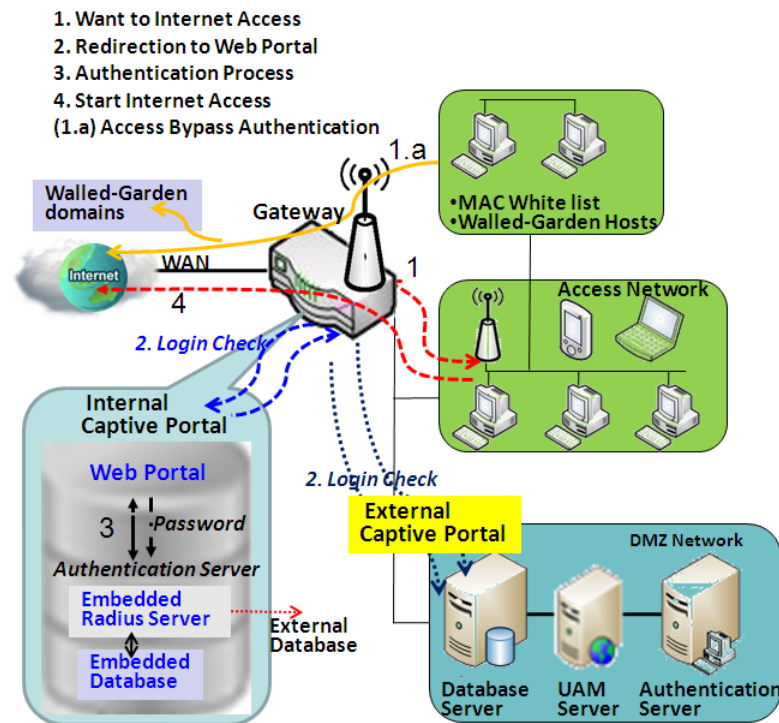 1. Want to Internet Access
2. Redirection to Web Portal
3. Authentication Process
4. Start Internet Access
(1.a) Access Bypass Authentication
1.a
Walled-Garden
domains
Gateway
•MAC White list
•Walled-Garden Hosts
Internet
WAN
1
4
Access Network
2. Login Check
Internal
Captive Portal
Web Portal
3
Password
Authentication Server
Embedded
Radius Server
Embedded
Database
External
Database
2. Login Check
External
Captive Portal
DMZ Network
Database
Server
UAM
Server
Authentication
Server